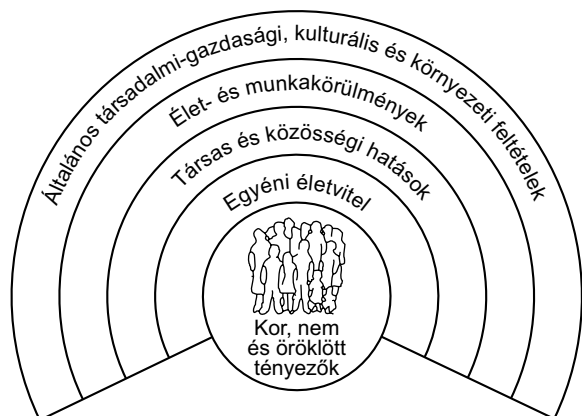 Általános társadalmi-gazdasági, kulturális és környezeti feltételek
Élet- és munkakörülmények
Társas és közösségi hatások
Egyéni életvitel
Kor, nem
és öröklött
tényezők